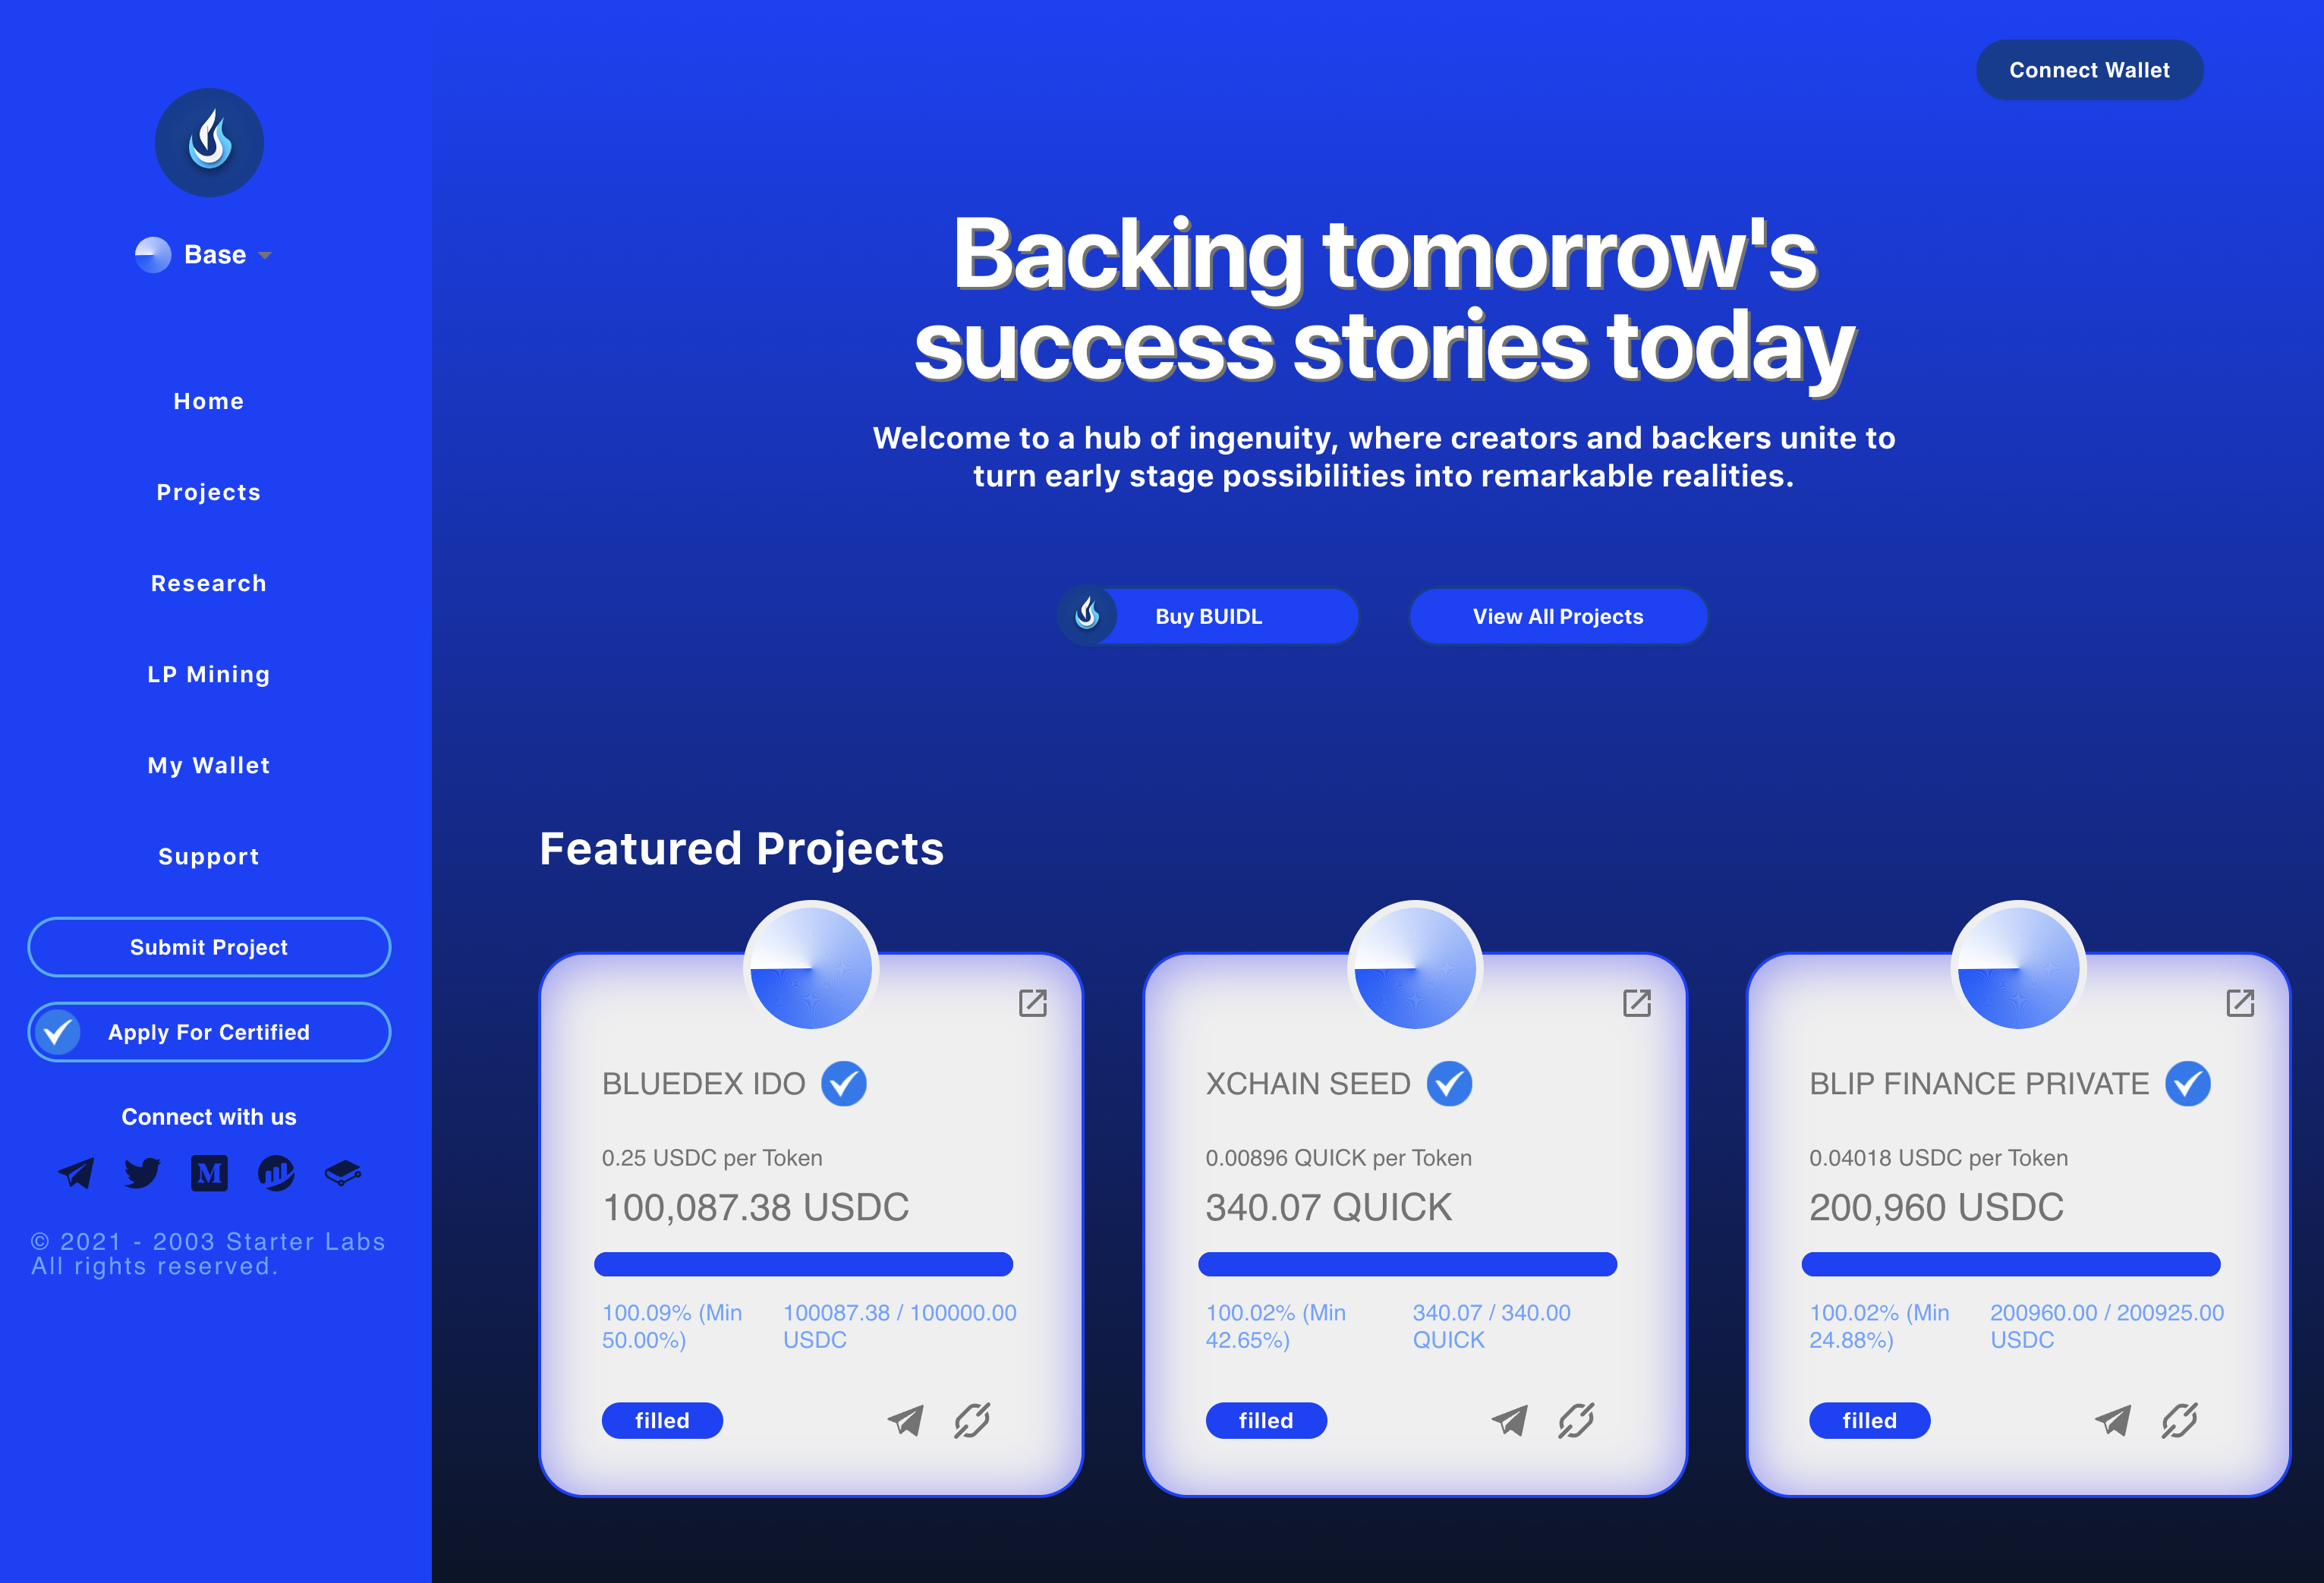 Base
Home
Projects
Research
LP Mining
My Wallet
Support
Submit Project
Apply For Certified
Connect with us
© 2021 - 2003 Starter Labs
All rights reserved.
Connect Wallet
Backing tomorrow's
success stories today
Welcome to a hub of ingenuity, where creators and backers unite to
turn early stage possibilities into remarkable realities.
Buy BUIDL
View All Projects
Featured Projects
BLUEDEX IDO
0.25 USDC per Token
100,087.38 USDC
100.09% (Min
50.00%)
100087.38 / 100000.00
USDC
filled
XCHAIN SEED
0.00896 QUICK per Token
340.07 QUICK
100.02% (Min
42.65%)
340.07 / 340.00
QUICK
filled
BLIP FINANCE PRIVATE
0.04018 USDC per Token
200,960 USDC
100.02% (Min
24.88%)
200960.00 / 200925.00
USDC
filled